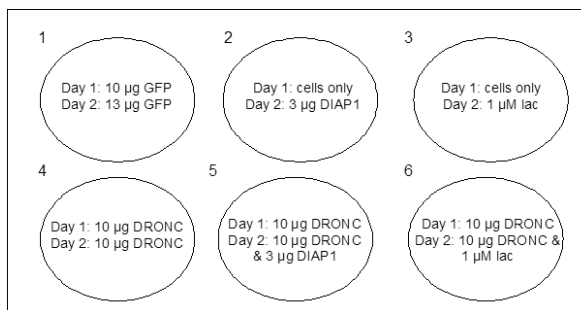 1
Day 1: 10 µg GFP
Day 2: 13 µg GFP
2
Day 1: cells only
Day 2: 3 µg DIAP1
3
Day 1: cells only
Day 2: 1 µM lac
4
Day 1: 10 µg DRONC
Day 2: 10 µg DRONC
5
Day 1: 10 µg DRONC
Day 2: 10 µg DRONC
& 3 µg DIAP1
6
Day 1: 10 µg DRONC
Day 2: 10 µg DRONC &
1 µM lac